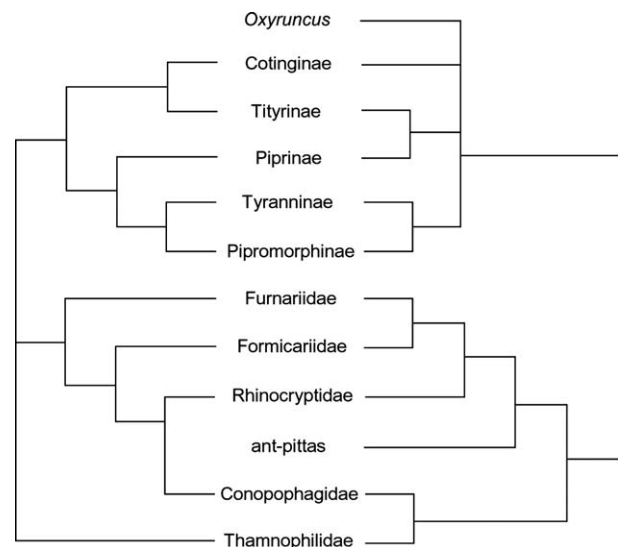 Oxyruncus
Cotinginae
Tityrinae
Piprinae
Tyranninae
Pipromorphinae
Furnariidae
Formicariidae
Rhinocryptidae
ant-pittas
Conopophagidae
Thamnophilidae